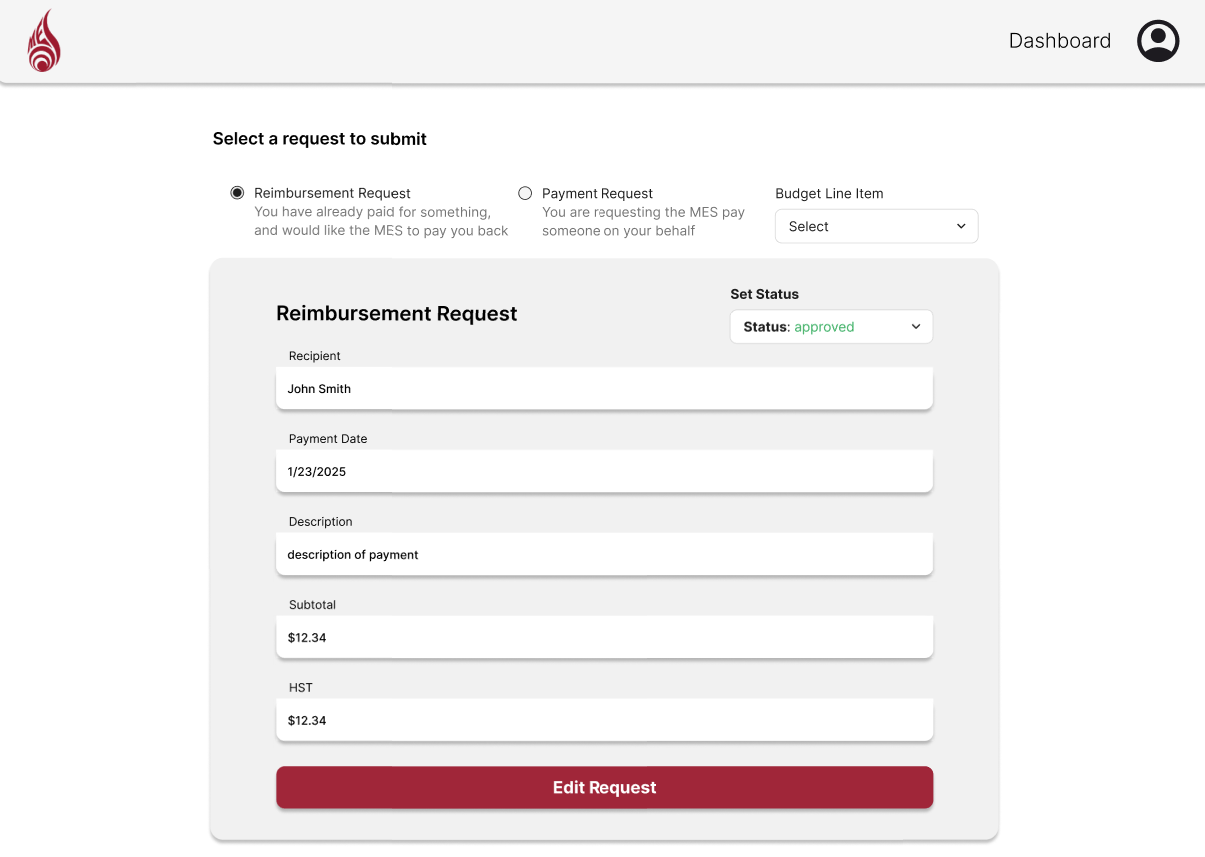 MES
Dashboard
Select a request to submit
Reimbursement Request
You have already paid for something,
and would like the MES to pay you back
Payment Request
You are requesting the MES pay
someone on your behalf
Budget Line Item
Select
Reimbursement Request
Set Status
Status: approved
Recipient
John Smith
Payment Date
1/23/2025
Description
description of payment
Subtotal
$12.34
HST
$12.34
Edit Request